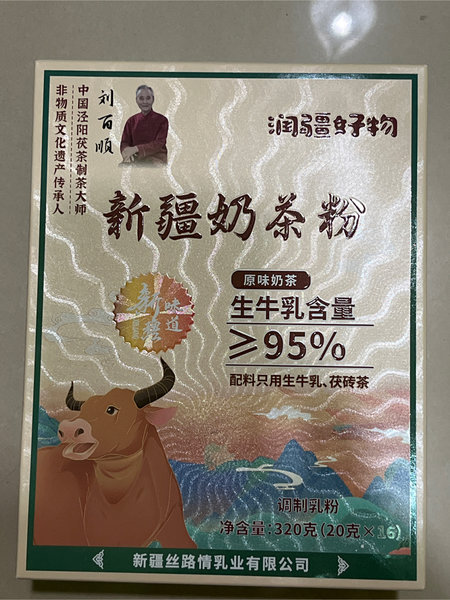 中国泾阳茯茶制茶大师
非物质文化遗产传承人
刘百顺
润疆好物
新疆奶茶粉
原味奶茶
生牛乳含量
≥95%
配料只用生牛乳、茯砖茶
新疆
味道
调制乳粉
净含量:320克(20克×16)
新疆丝路情乳业有限公司